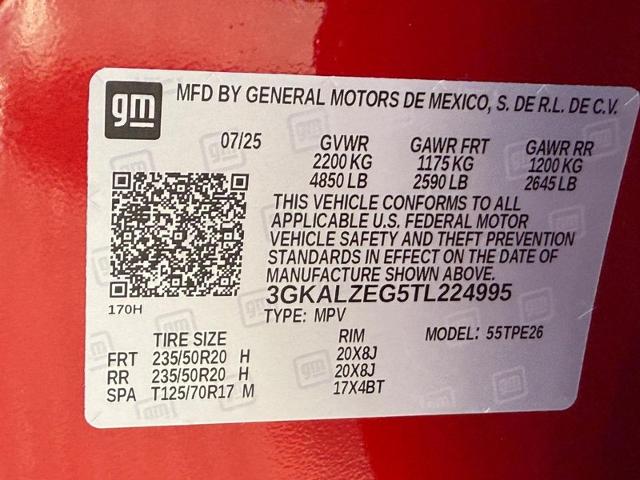 gm MFD BY GENERAL MOTORS DE MEXICO, S. DE R.L. DE C.V.
07/25 GVWR GAWR FRT GAWR RR
2200 KG 1175 KG 1200 KG
4850 LB 2590 LB 2645 LB
THIS VEHICLE CONFORMS TO ALL
APPLICABLE U.S. FEDERAL MOTOR
VEHICLE SAFETY AND THEFT PREVENTION
STANDARDS IN EFFECT ON THE DATE OF
MANUFACTURE SHOWN ABOVE.
3GKALZEG5TL224995
170H
TYPE: MPV
TIRE SIZE RIM MODEL: 55TPE26
FRT 235/50R20 H 20X8J
RR 235/50R20 H 20X8J
SPA T125/70R17 M 17X4BT